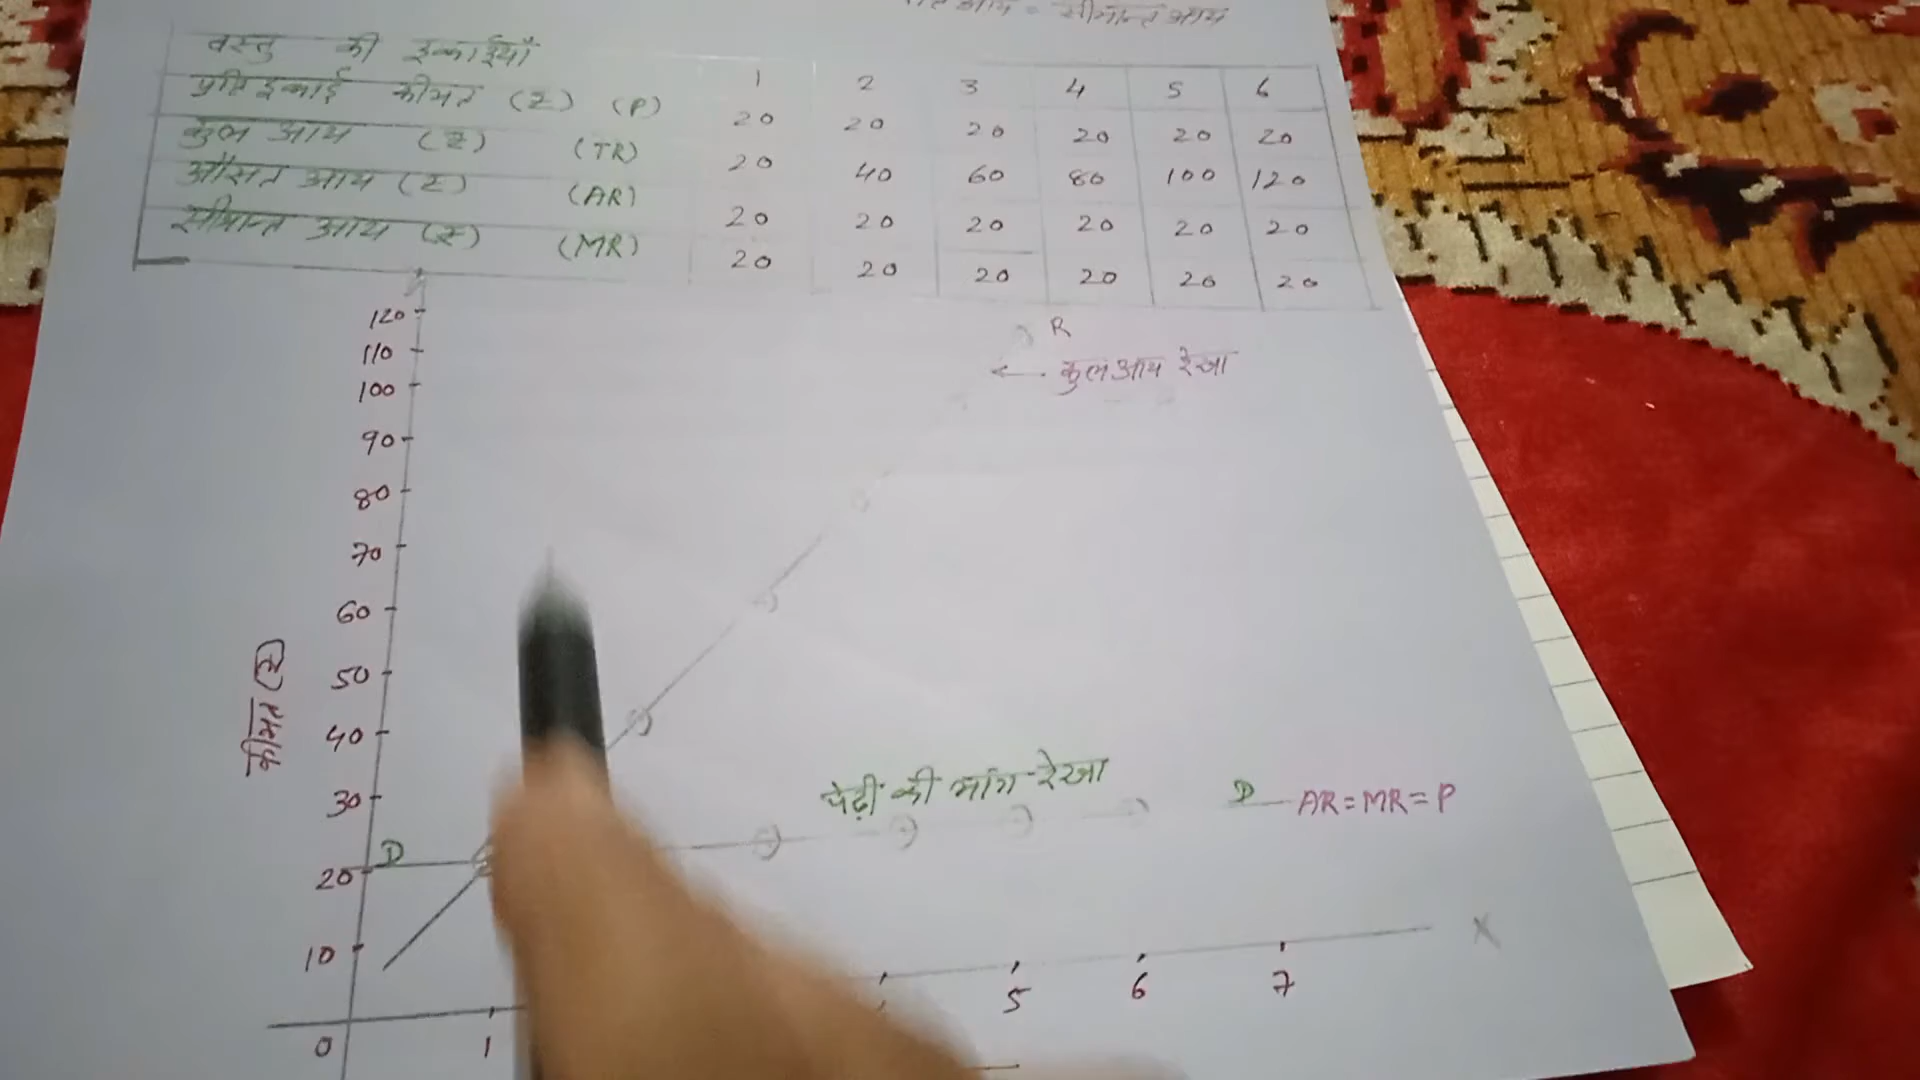 आय = सीमान्त आय
वस्तु की इकाईयाँ 1 2 3 4 5 6
प्रति इकाई कीमत (₹) (P) 20 20 20 20 20 20
कुल आय (₹) (TR) 20 40 60 80 100 120
औसत आय (₹) (AR) 20 20 20 20 20 20
सीमान्त आय (₹) (MR) 20 20 20 20 20 20
120
R
110
कुल आय रेखा
100
90
80
70
60
50
कीमत (₹)
40
पेढ़ी की मांग रेखा
30
D AR=MR=P
D
20
10
X
0 1 5 6 7